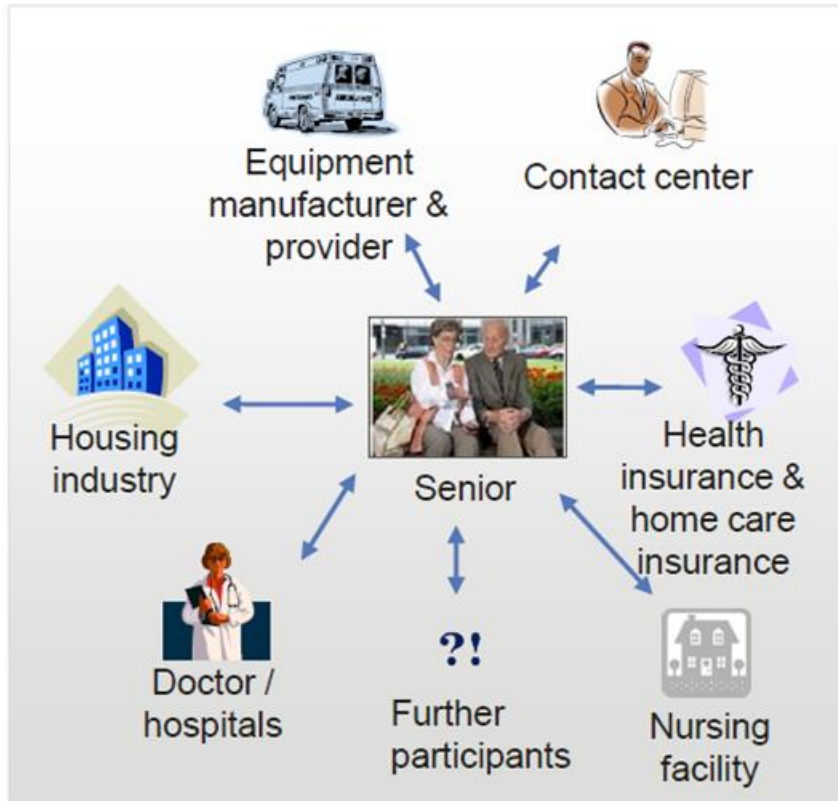 Equipment
manufacturer &
provider
Contact center
Housing
industry
Senior
Health
insurance &
home care
insurance
Doctor /
hospitals
?!
Further
participants
Nursing
facility